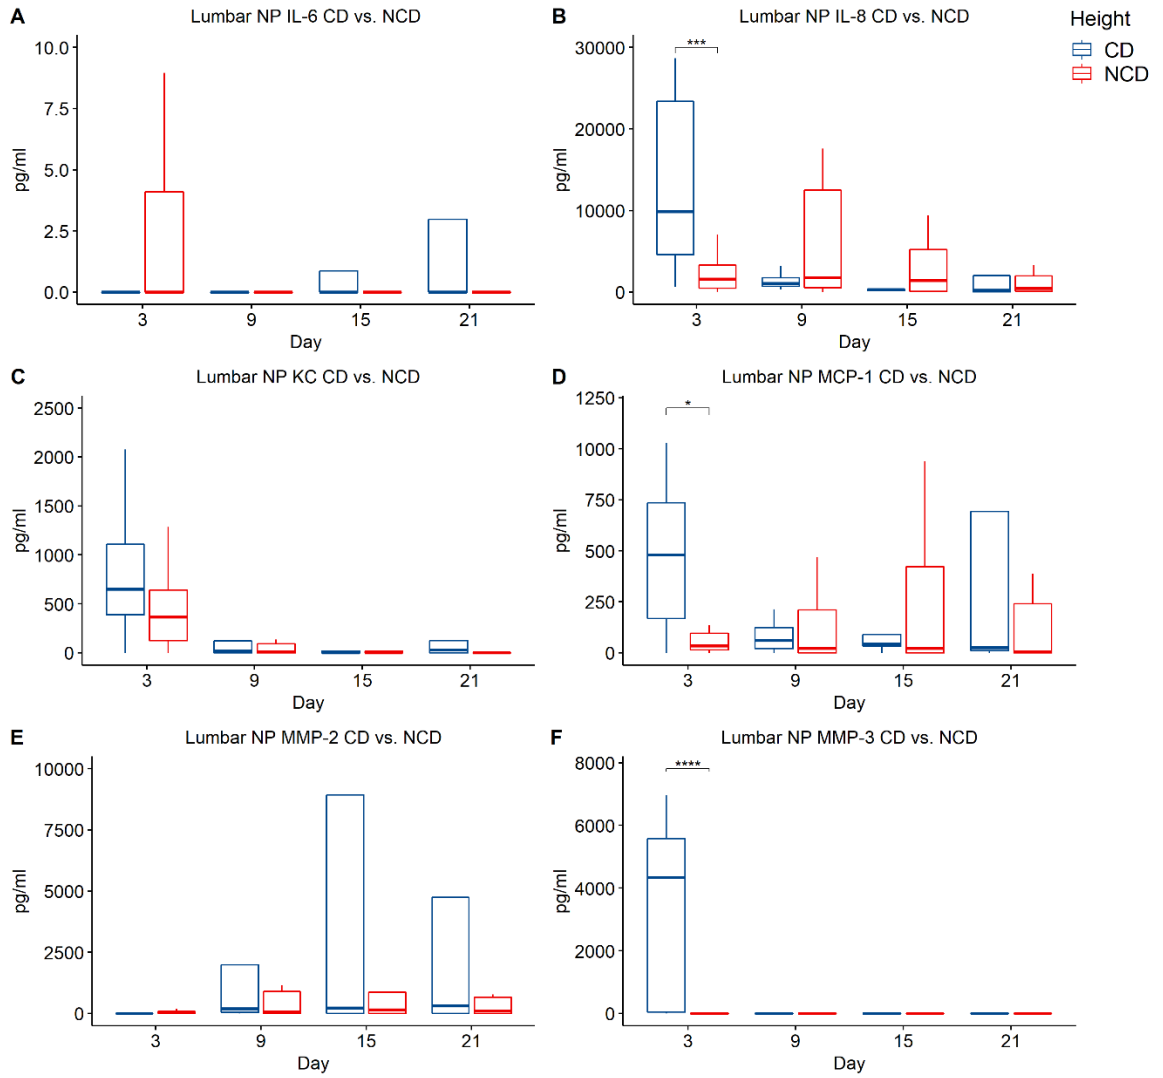 A
Lumbar NP IL-6 CD vs. NCD
10.0
7.5
5.0
2.5
0.0
pg/ml
3 9 15 21
Day
B
Lumbar NP IL-8 CD vs. NCD
30000
20000
10000
0
pg/ml
***
3 9 15 21
Day
Height
CD
NCD
C
Lumbar NP KC CD vs. NCD
2500
2000
1500
1000
500
0
pg/ml
3 9 15 21
Day
D
Lumbar NP MCP-1 CD vs. NCD
1250
1000
750
500
250
0
pg/ml
*
3 9 15 21
Day
E
Lumbar NP MMP-2 CD vs. NCD
10000
7500
5000
2500
0
pg/ml
3 9 15 21
Day
F
Lumbar NP MMP-3 CD vs. NCD
8000
6000
4000
2000
0
pg/ml
****
3 9 15 21
Day